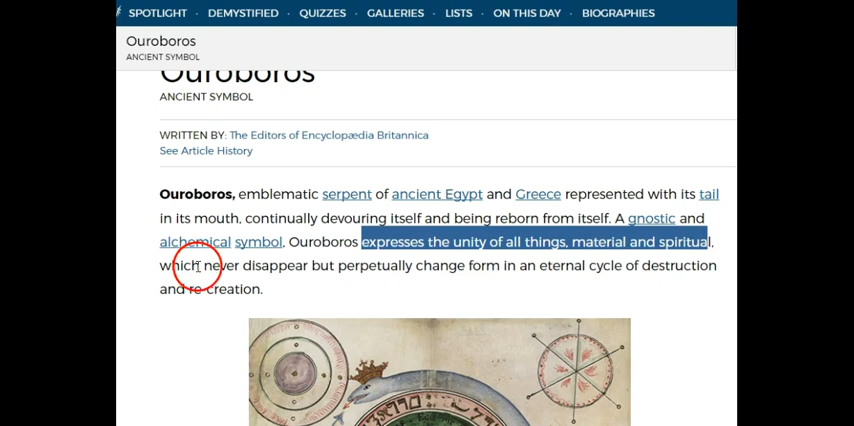 SPOTLIGHT · DEMYSTIFIED · QUIZZES · GALLERIES · LISTS · ON THIS DAY · BIOGRAPHIES
Ouroboros
ANCIENT SYMBOL
Ouroboros
ANCIENT SYMBOL
WRITTEN BY: The Editors of Encyclopædia Britannica
See Article History
Ouroboros, emblematic serpent of ancient Egypt and Greece represented with its tail
in its mouth, continually devouring itself and being reborn from itself. A gnostic and
alchemical symbol, Ouroboros expresses the unity of all things, material and spiritual,
which never disappear but perpetually change form in an eternal cycle of destruction
and re-creation.